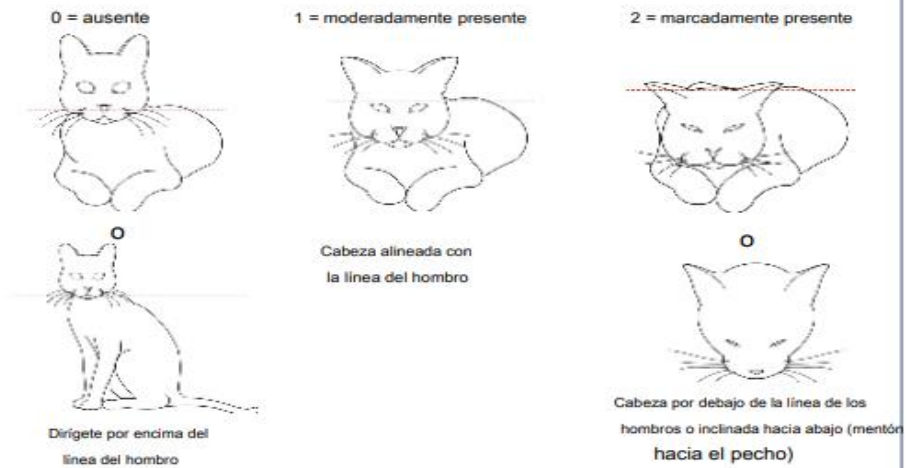 0 = ausente
1 = moderadamente presente
2 = marcadamente presente
O
Dirígete por encima del
línea del hombro
Cabeza alineada con
la línea del hombro
O
Cabeza por debajo de la línea de los
hombros o inclinada hacia abajo (mentón
hacia el pecho)